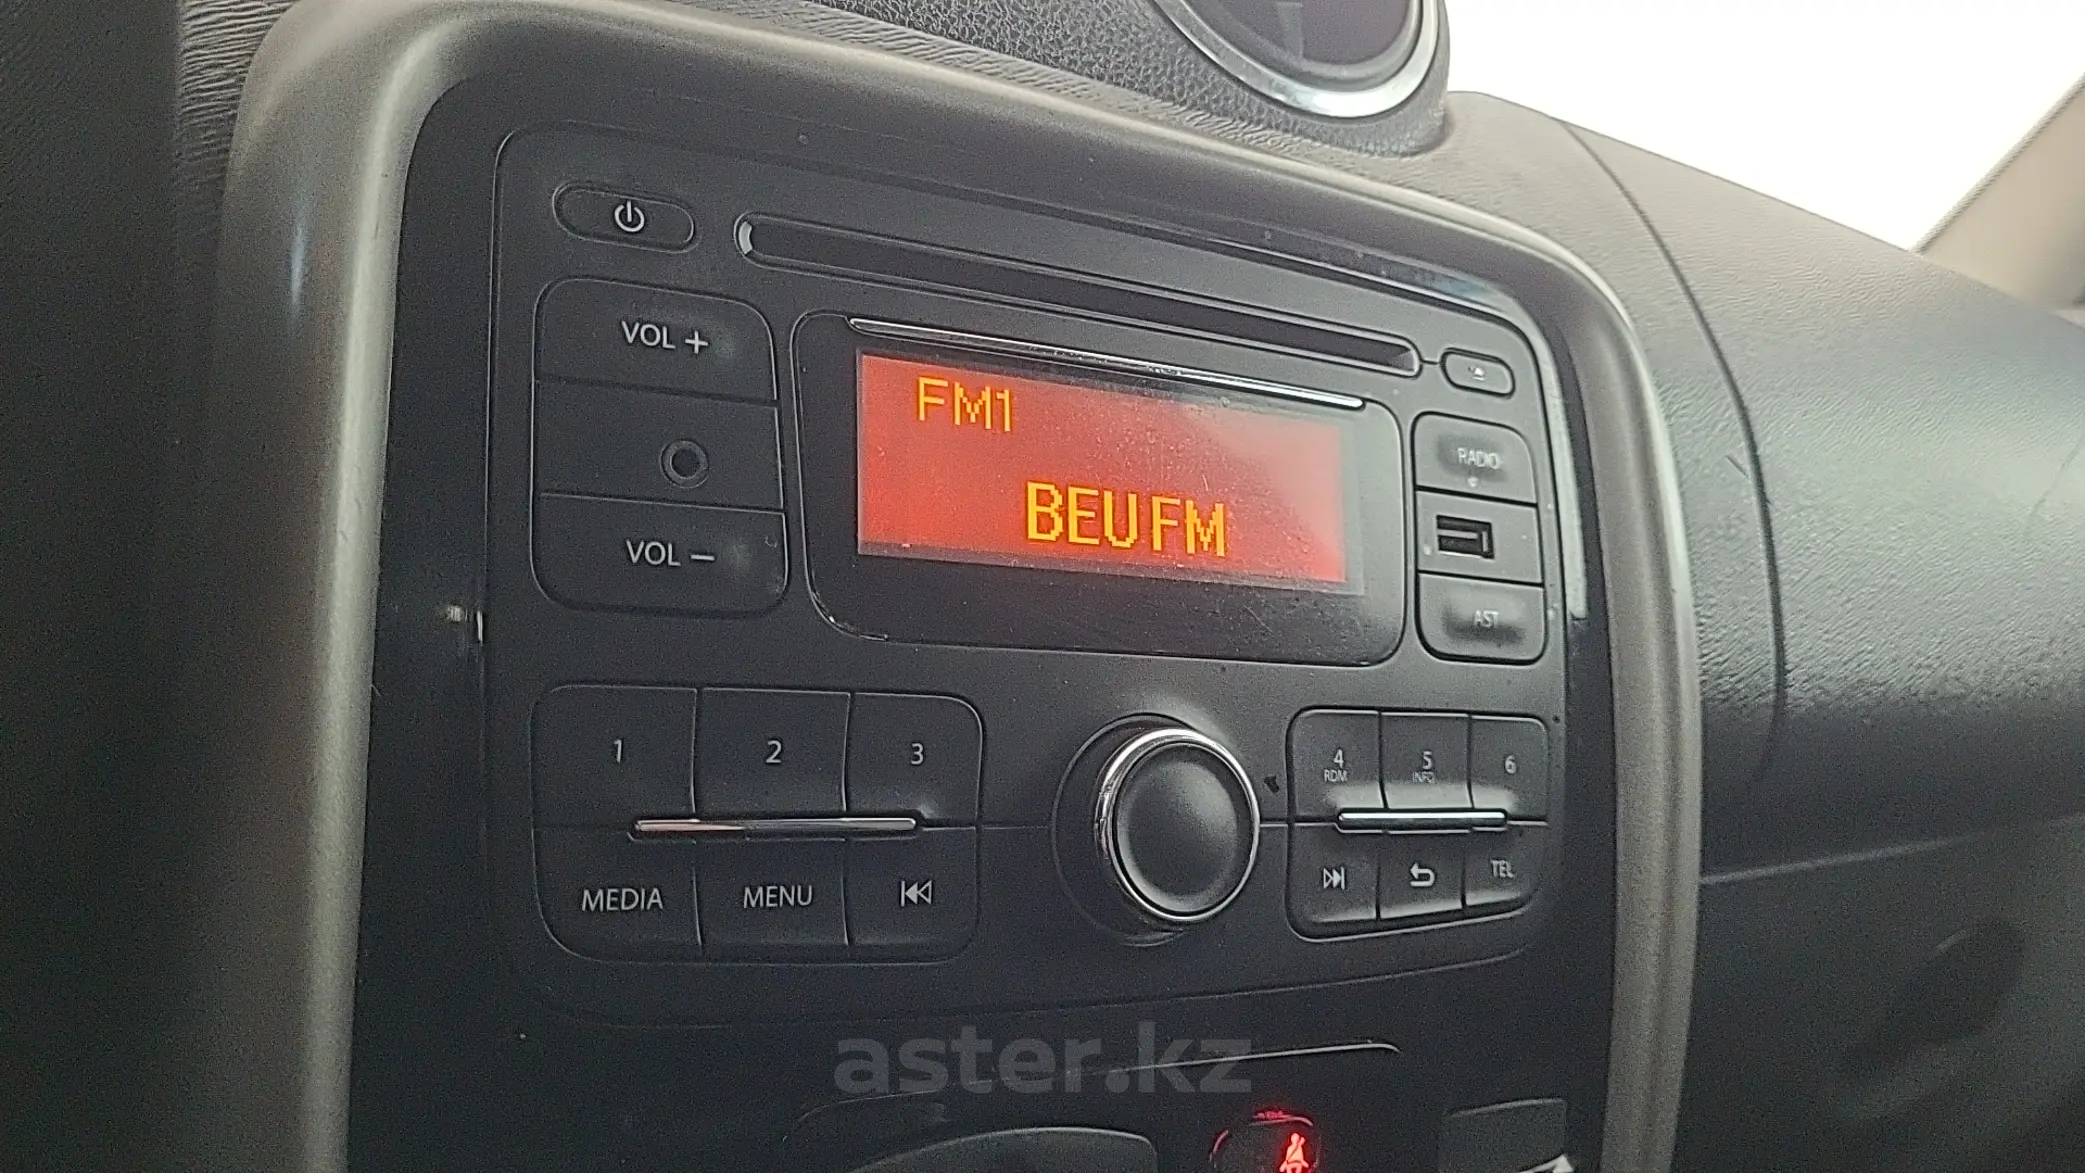 VOL +
VOL −
FM1
BEU FM
RADIO
AST
1
2
3
4
RDM
5
INFO
6
MEDIA
MENU
TEL
aster.kz